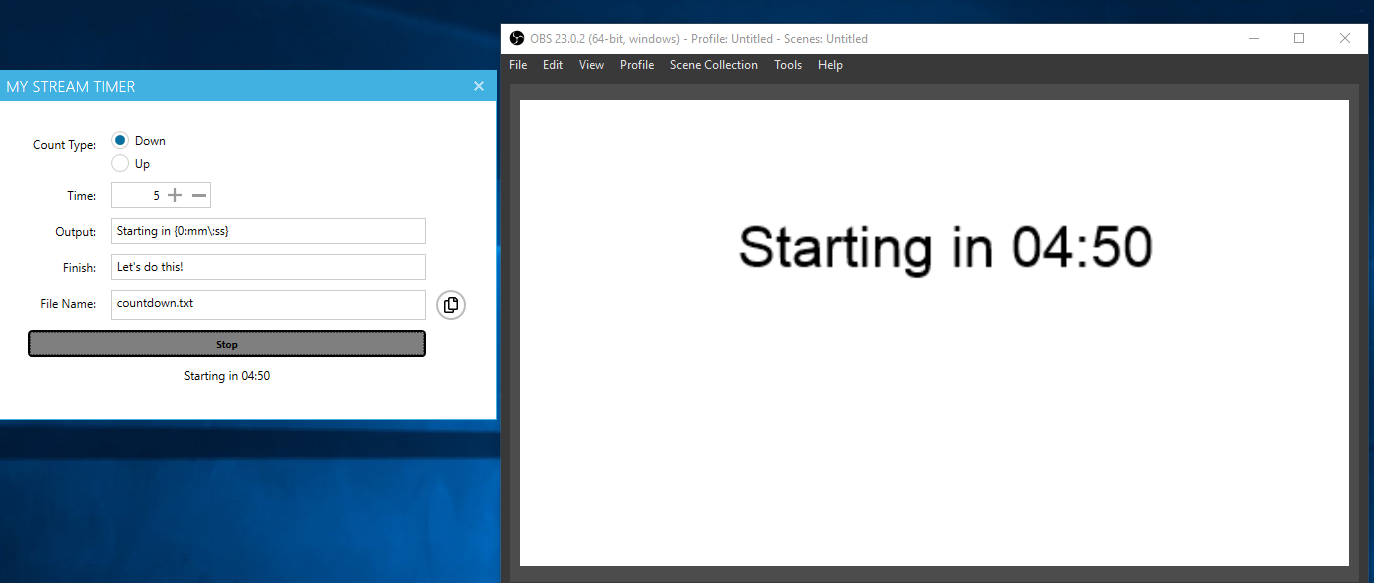 MY STREAM TIMER
Count Type:
Down
Up
Time:
5
Output:
Starting in {0:mm\:ss}
Finish:
Let's do this!
File Name:
countdown.txt
Stop
Starting in 04:50
OBS 23.0.2 (64-bit, windows) - Profile: Untitled - Scenes: Untitled
File Edit View Profile Scene Collection Tools Help
Starting in 04:50